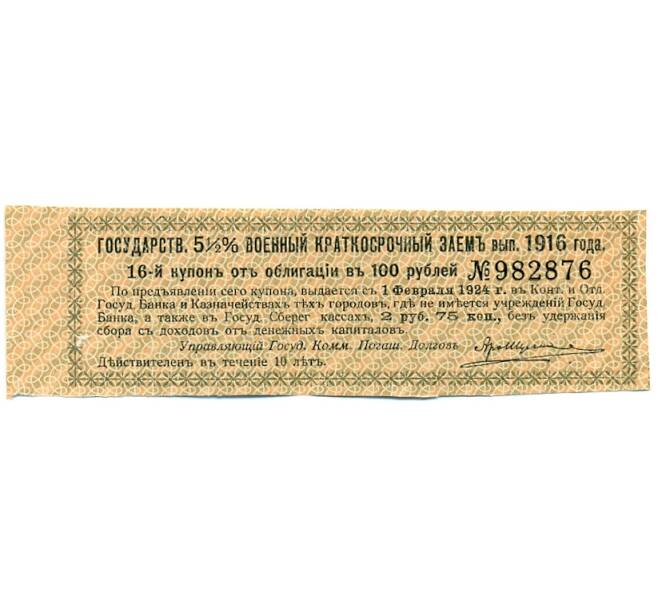 ГОСУДАРСТВ. 5½% ВОЕННЫЙ КРАТКОСРОЧНЫЙ ЗАЕМЪ вып. 1916 года.
16-й купонъ отъ облигаціи въ 100 рублей №982876
По предъявленіи сего купона, выдается съ 1 Февраля 1924 г. въ Конт. и Отд.
Госуд. Банка и Казначействахъ тѣхъ городовъ, гдѣ не имѣется учрежденій Госуд.
Банка, а также въ Госуд. Сберег. кассахъ, 2 руб. 75 коп., безъ удержанія
сбора съ доходовъ отъ денежныхъ капиталовъ.
Управляющій Госуд. Комм. Погаш. Долговъ
Дѣйствителенъ въ теченіе 10 лѣтъ.